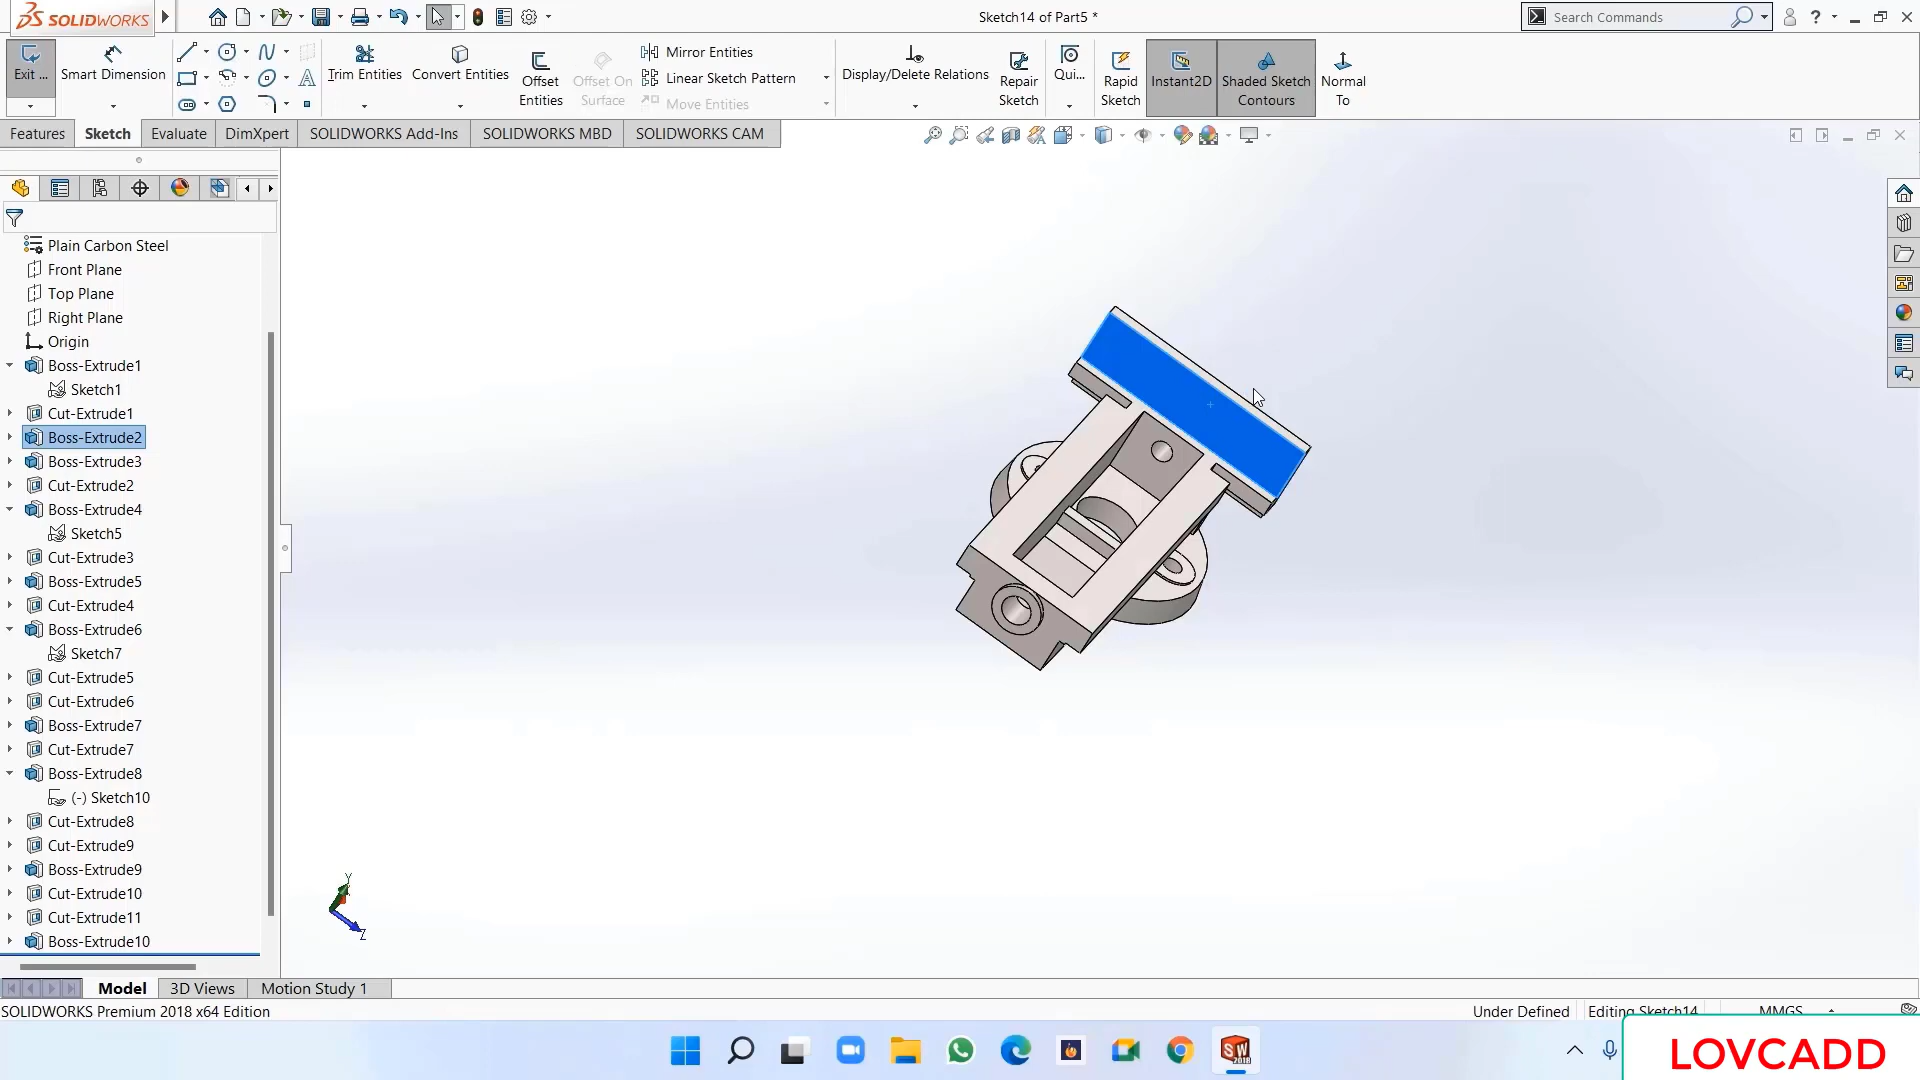 SOLIDWORKS
Sketch14 of Part5 *
Search Commands
Exit ...
Smart Dimension
Trim Entities
Convert Entities
Offset Entities
Offset On Surface
Mirror Entities
Linear Sketch Pattern
Move Entities
Display/Delete Relations
Repair Sketch
Qui...
Rapid Sketch
Instant2D
Shaded Sketch Contours
Normal To
Features
Sketch
Evaluate
DimXpert
SOLIDWORKS Add-Ins
SOLIDWORKS MBD
SOLIDWORKS CAM
Plain Carbon Steel
Front Plane
Top Plane
Right Plane
Origin
Boss-Extrude1
Sketch1
Cut-Extrude1
Boss-Extrude2
Boss-Extrude3
Cut-Extrude2
Boss-Extrude4
Sketch5
Cut-Extrude3
Boss-Extrude5
Cut-Extrude4
Boss-Extrude6
Sketch7
Cut-Extrude5
Cut-Extrude6
Boss-Extrude7
Cut-Extrude7
Boss-Extrude8
(-) Sketch10
Cut-Extrude8
Cut-Extrude9
Boss-Extrude9
Cut-Extrude10
Cut-Extrude11
Boss-Extrude10
Y
Z
Model
3D Views
Motion Study 1
SOLIDWORKS Premium 2018 x64 Edition
Under Defined
Editing Sketch14
MMGS
SW
2018
LOVCADD